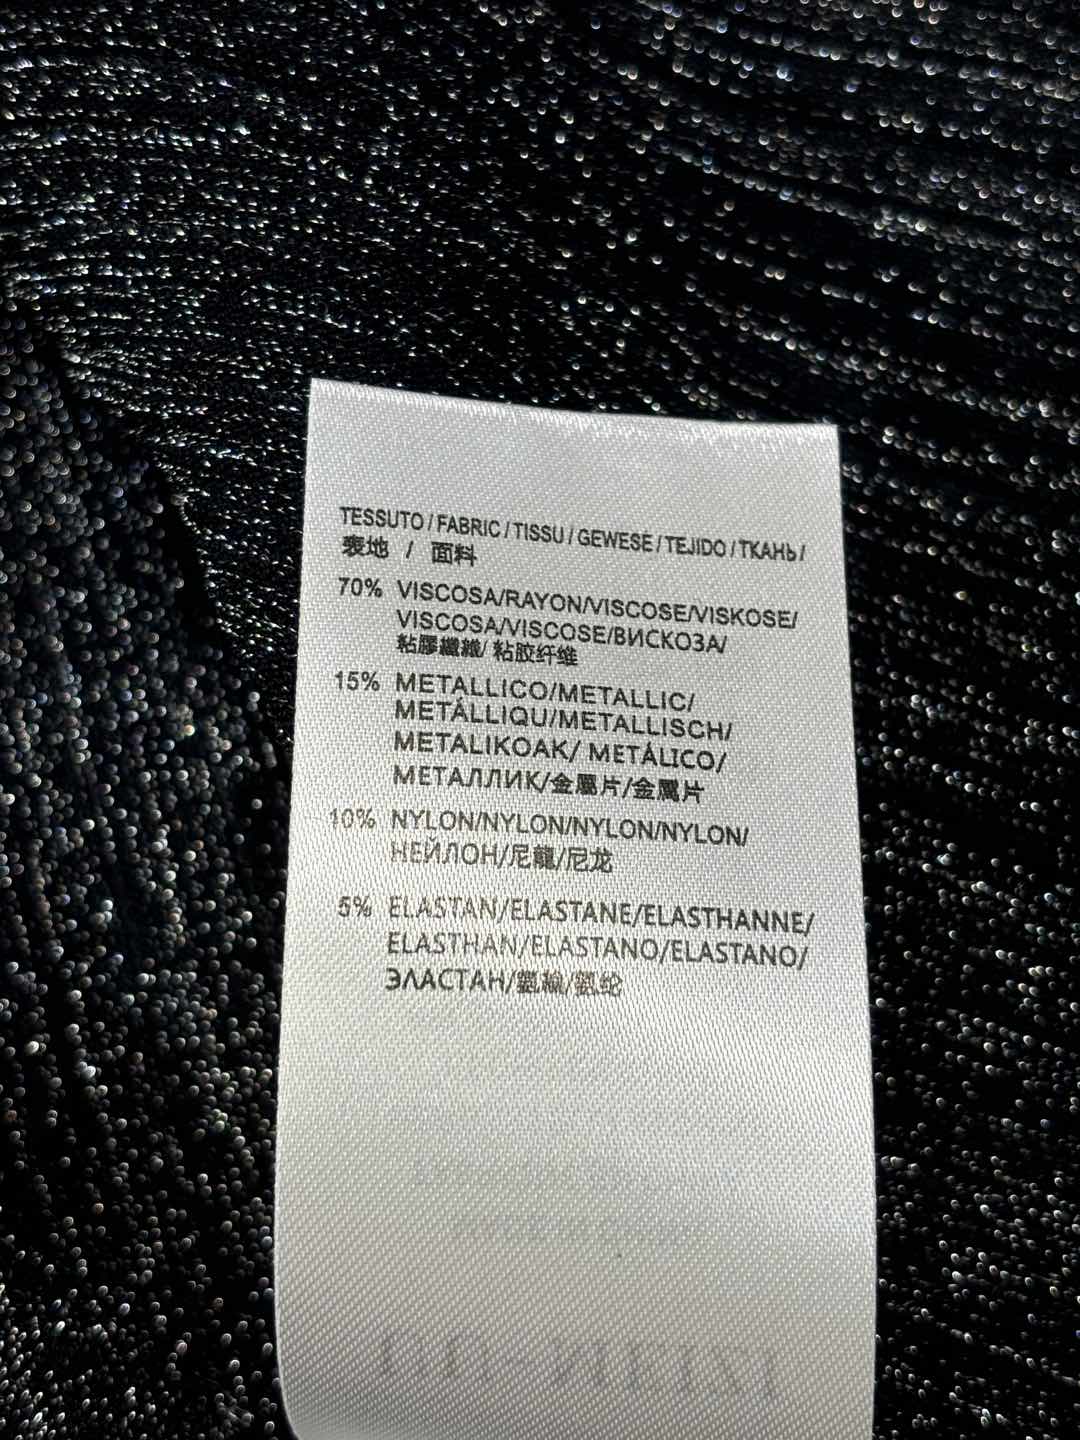 TESSUTO / FABRIC / TISSU / GEWESE / TEJIDO / ТКАНЬ /
表地 / 面料
70% VISCOSA/RAYON/VISCOSE/VISKOSE/
VISCOSA/VISCOSE/ВИСКОЗА/
粘膠纖維/ 粘胶纤维
15% METALLICO/METALLIC/
METÁLLIQU/METALLISCH/
METALIKOAK/ METÁLICO/
МЕТАЛЛИК/金屬片/金属片
10% NYLON/NYLON/NYLON/NYLON/
НЕЙЛОН/尼龍/尼龙
5% ELASTAN/ELASTANE/ELASTHANNE/
ELASTHAN/ELASTANO/ELASTANO/
ЭЛАСТАН/氨綸/氨纶